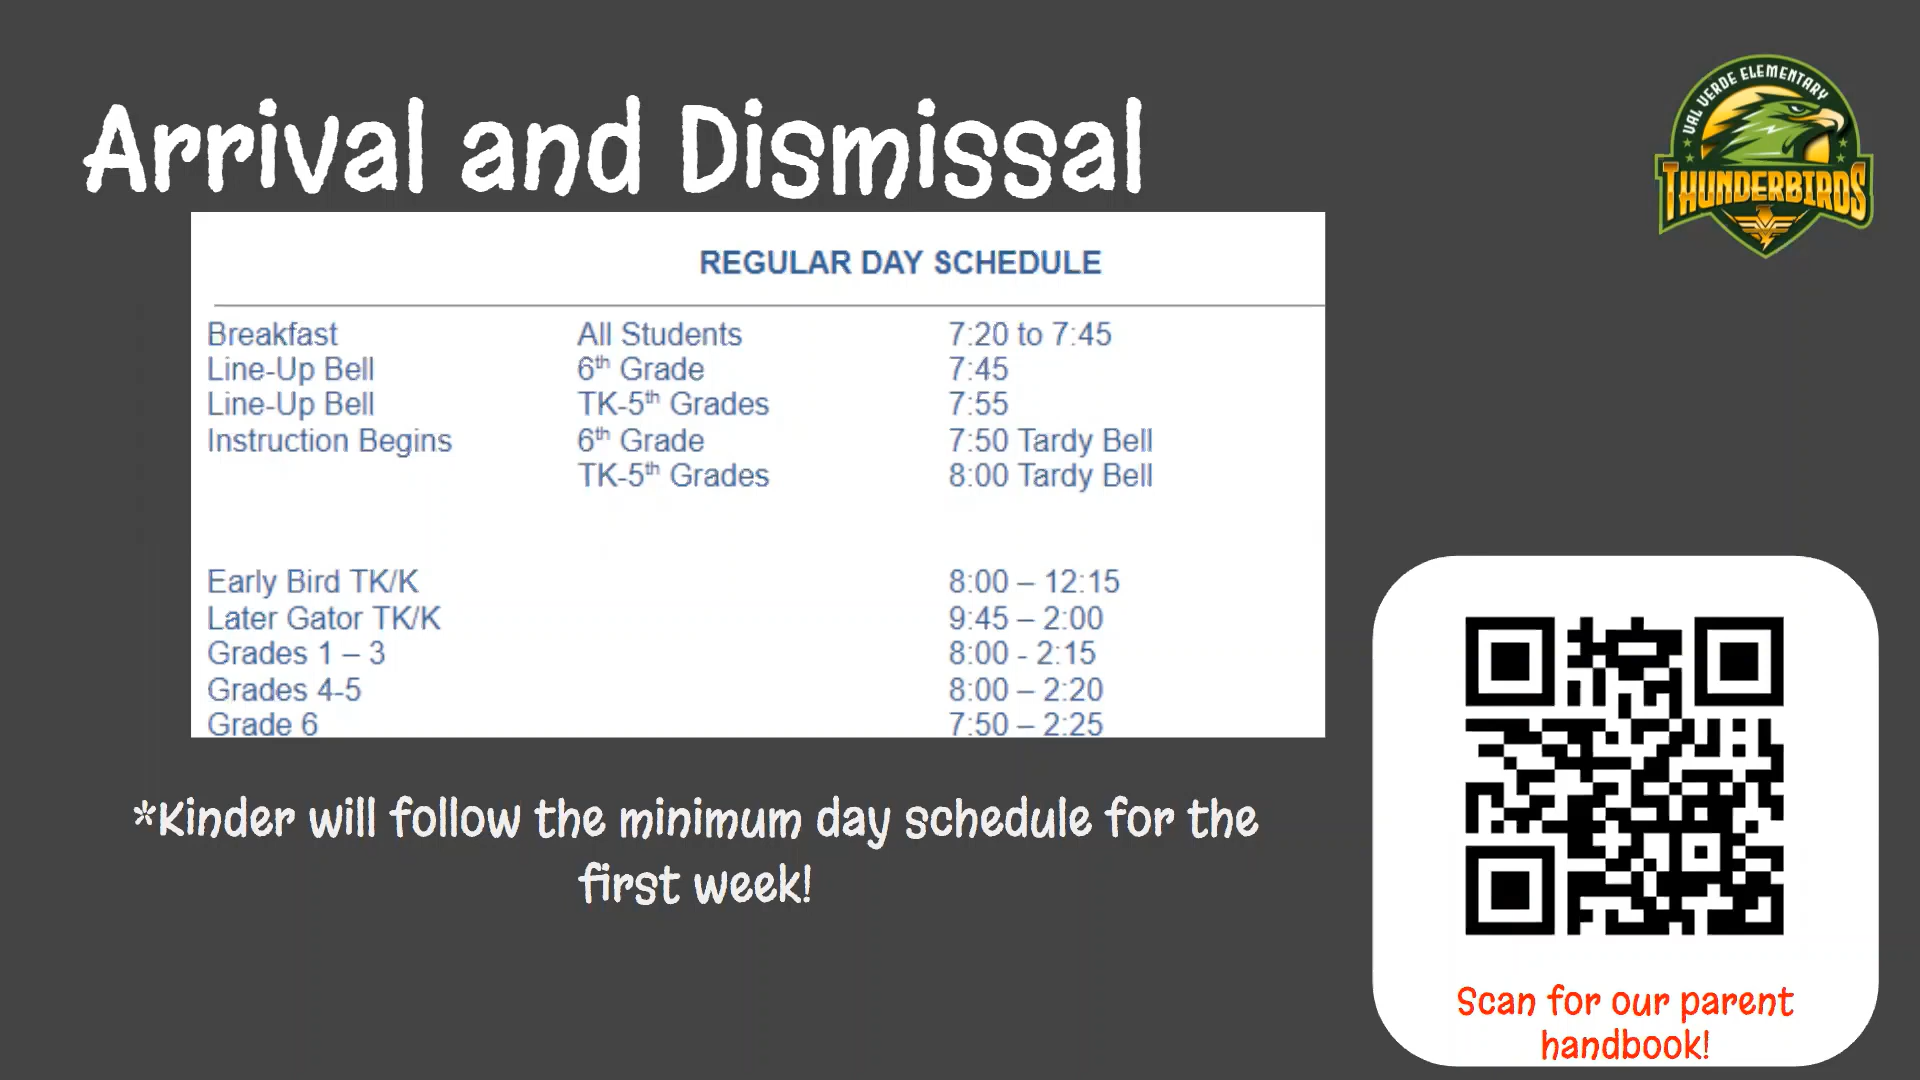 Arrival and Dismissal
VAL VERDE ELEMENTARY
THUNDERBIRDS
REGULAR DAY SCHEDULE
Breakfast All Students 7:20 to 7:45
Line-Up Bell 6th Grade 7:45
Line-Up Bell TK-5th Grades 7:55
Instruction Begins 6th Grade 7:50 Tardy Bell
TK-5th Grades 8:00 Tardy Bell
Early Bird TK/K 8:00 – 12:15
Later Gator TK/K 9:45 – 2:00
Grades 1 – 3 8:00 - 2:15
Grades 4-5 8:00 – 2:20
Grade 6 7:50 – 2:25
*Kinder will follow the minimum day schedule for the
first week!
Scan for our parent
handbook!